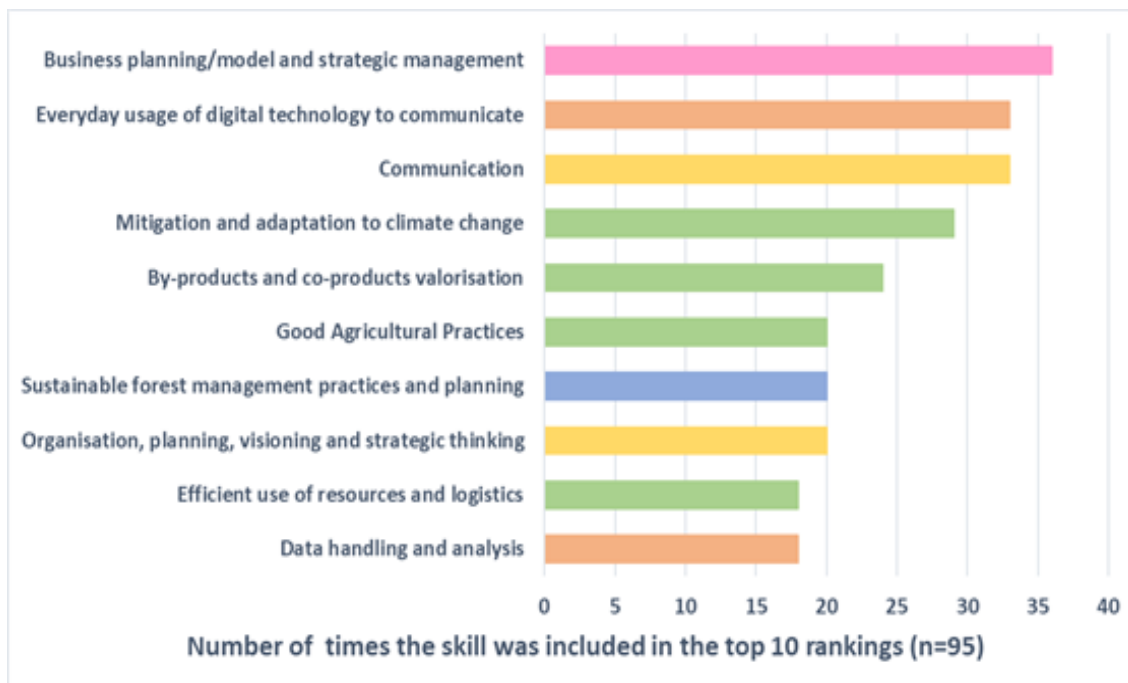 Business planning/model and strategic management
Everyday usage of digital technology to communicate
Communication
Mitigation and adaptation to climate change
By-products and co-products valorisation
Good Agricultural Practices
Sustainable forest management practices and planning
Organisation, planning, visioning and strategic thinking
Efficient use of resources and logistics
Data handling and analysis
0 5 10 15 20 25 30 35 40
Number of times the skill was included in the top 10 rankings (n=95)